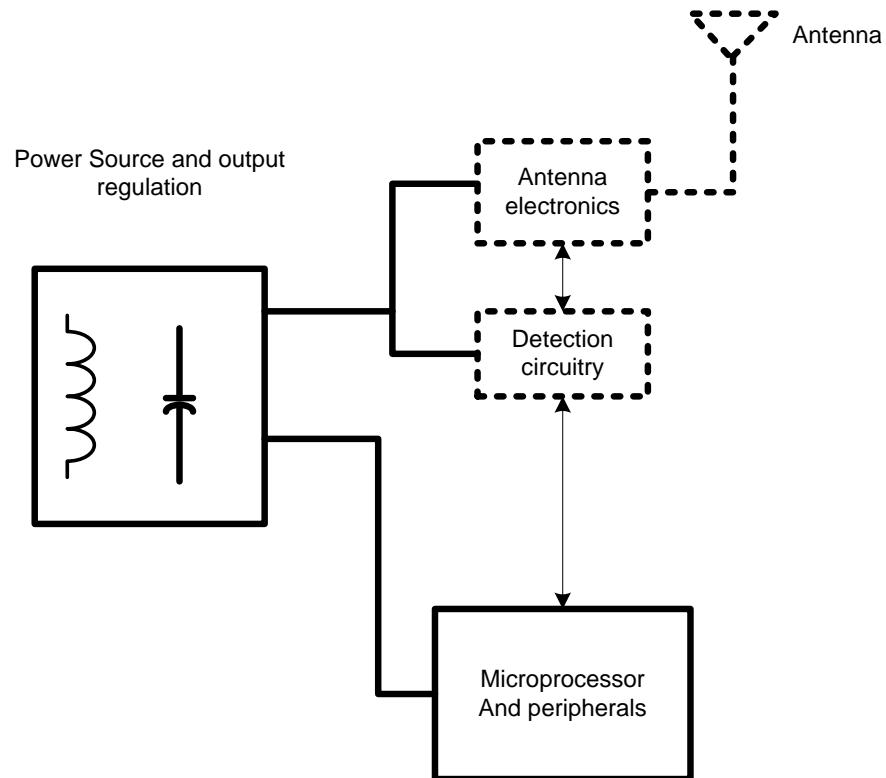 Antenna
Power Source and output
regulation
Antenna
electronics
Detection
circuitry
Microprocessor
And peripherals